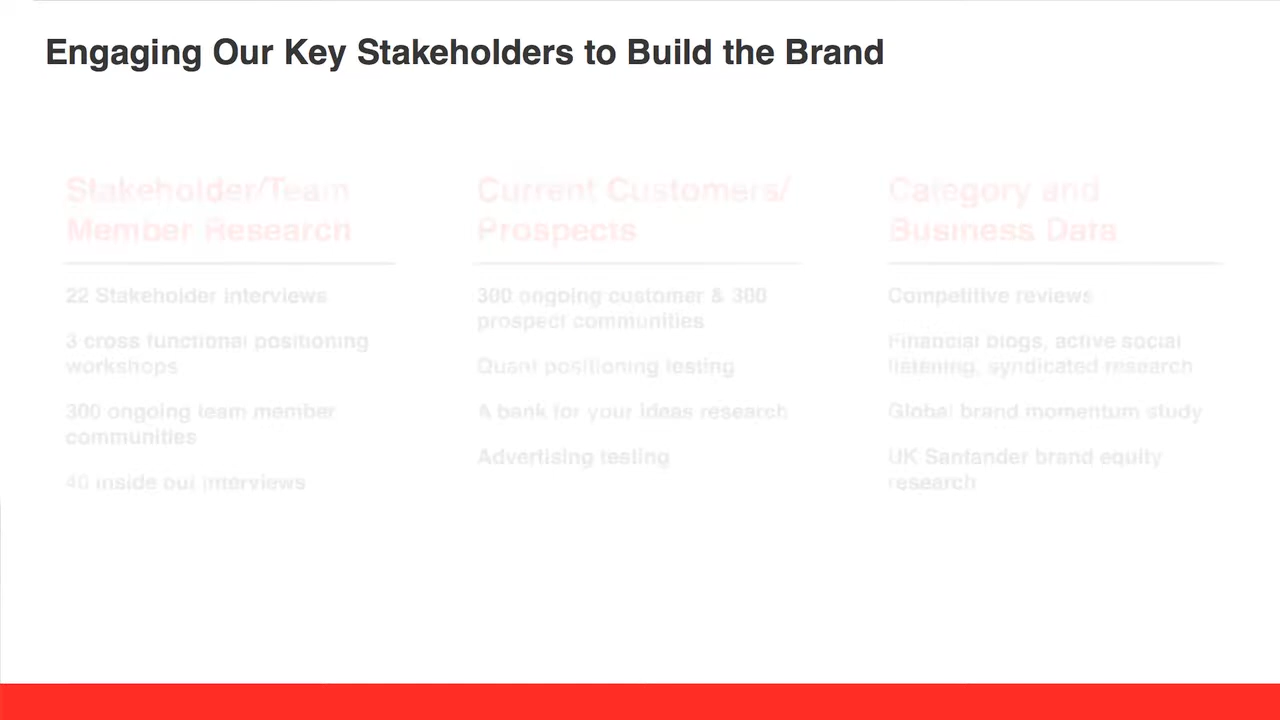 Engaging Our Key Stakeholders to Build the Brand
Stakeholder/Team
Member Research
22 Stakeholder interviews
3 cross functional positioning
workshops
300 ongoing team member
communities
40 inside out interviews
Current Customers/
Prospects
300 ongoing customer & 300
prospect communities
Quant positioning testing
A bank for your ideas research
Advertising testing
Category and
Business Data
Competitive reviews
Financial blogs, active social
listening, syndicated research
Global brand momentum study
UK Santander brand equity
research